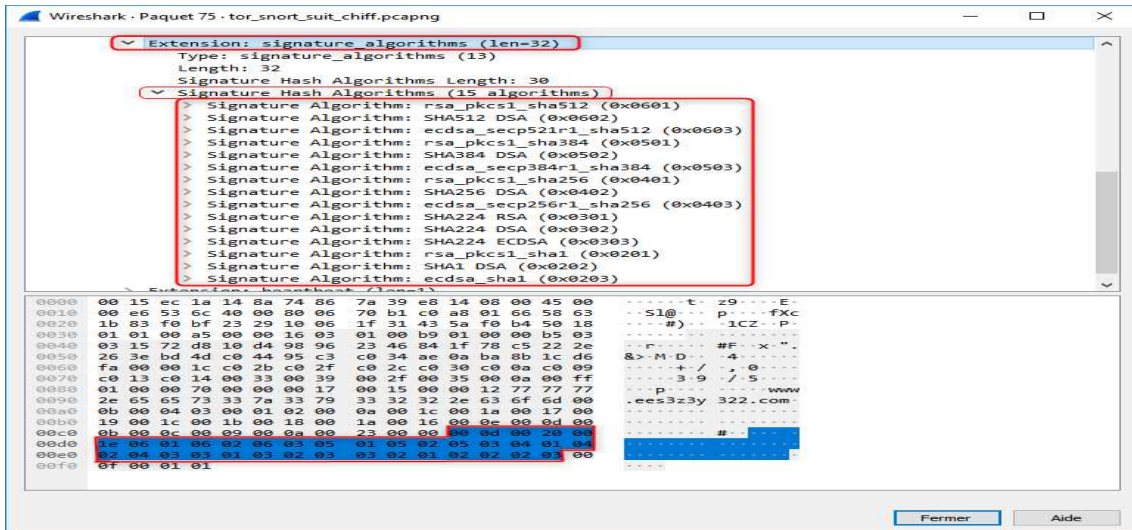 Wireshark · Paquet 75 · tor_snort_suit_chiff.pcapng
Extension: signature_algorithms (len=32)
Type: signature_algorithms (13)
Length: 32
Signature Hash Algorithms Length: 30
Signature Hash Algorithms (15 algorithms)
Signature Algorithm: rsa_pkcs1_sha512 (0x0601)
Signature Algorithm: SHA512 DSA (0x0602)
Signature Algorithm: ecdsa_secp521r1_sha512 (0x0603)
Signature Algorithm: rsa_pkcs1_sha384 (0x0501)
Signature Algorithm: SHA384 DSA (0x0502)
Signature Algorithm: ecdsa_secp384r1_sha384 (0x0503)
Signature Algorithm: rsa_pkcs1_sha256 (0x0401)
Signature Algorithm: SHA256 DSA (0x0402)
Signature Algorithm: ecdsa_secp256r1_sha256 (0x0403)
Signature Algorithm: SHA224 RSA (0x0301)
Signature Algorithm: SHA224 DSA (0x0302)
Signature Algorithm: SHA224 ECDSA (0x0303)
Signature Algorithm: rsa_pkcs1_sha1 (0x0201)
Signature Algorithm: SHA1 DSA (0x0202)
Signature Algorithm: ecdsa_sha1 (0x0203)
Extension: heartbeat (len=1)
0000 00 15 ec 1a 14 8a 74 86 7a 39 e8 14 08 00 45 00 ······t· z9····E·
0010 00 e6 53 6c 40 00 80 06 70 b1 c0 a8 01 66 58 63 ··Sl@··· p····fXc
0020 1b 83 f0 bf 23 29 10 06 1f 31 43 5a f0 b4 50 18 ····#)·· ·1CZ··P·
0030 01 01 00 a5 00 00 16 03 01 00 b9 01 00 00 b5 03 ········ ········
0040 03 15 72 d8 10 d4 98 96 23 46 84 1f 78 c5 22 2e ··r····· #F··x·".
0050 26 3e bd 4d c0 44 95 c3 c0 34 ae 0a ba 8b 1c d6 &>·M·D·· ·4······
0060 fa 00 00 1c c0 2b c0 2f c0 2c c0 30 c0 0a c0 09 ·····+·/ ·,·0····
0070 c0 13 c0 14 00 33 00 39 00 2f 00 35 00 0a 00 ff ·····3·9 ·/·5····
0080 01 00 00 70 00 00 00 17 00 15 00 00 12 77 77 77 ···p···· ·····www
0090 2e 65 65 73 33 7a 33 79 33 32 32 2e 63 6f 6d 00 .ees3z3y 322.com·
00a0 0b 00 04 03 00 01 02 00 0a 00 1c 00 1a 00 17 00 ········ ········
00b0 19 00 1c 00 1b 00 18 00 1a 00 16 00 0e 00 0d 00 ········ ········
00c0 0b 00 0c 00 09 00 0a 00 23 00 00 00 0d 00 20 00 ········ #····· ·
00d0 1e 06 01 06 02 06 03 05 01 05 02 05 03 04 01 04 ········ ········
00e0 02 04 03 03 01 03 02 03 03 02 01 02 02 02 03 00 ········ ········
00f0 0f 00 01 01 ····
Fermer Aide